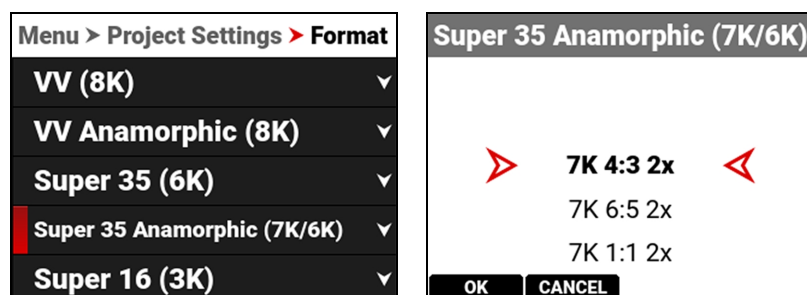 Menu > Project Settings > Format
VV (8K)
VV Anamorphic (8K)
Super 35 (6K)
Super 35 Anamorphic (7K/6K)
Super 16 (3K)
Super 35 Anamorphic (7K/6K)
7K 4:3 2x
7K 6:5 2x
7K 1:1 2x
OK CANCEL